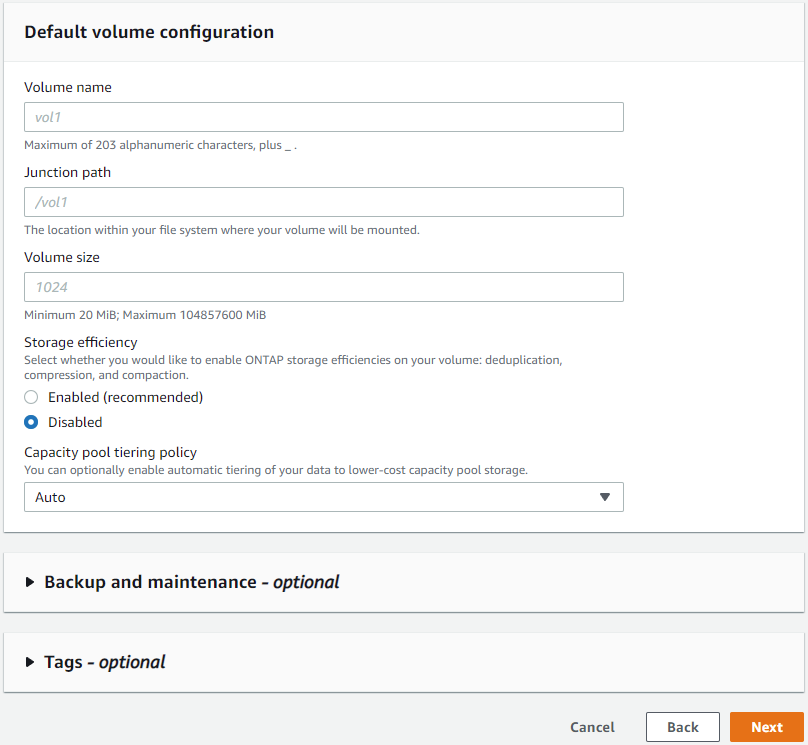 Default volume configuration
Volume name
vol1
Maximum of 203 alphanumeric characters, plus _ .
Junction path
/vol1
The location within your file system where your volume will be mounted.
Volume size
1024
Minimum 20 MiB; Maximum 104857600 MiB
Storage efficiency
Select whether you would like to enable ONTAP storage efficiencies on your volume: deduplication,
compression, and compaction.
Enabled (recommended)
Disabled
Capacity pool tiering policy
You can optionally enable automatic tiering of your data to lower-cost capacity pool storage.
Auto
Backup and maintenance - optional
Tags - optional
Cancel Back Next